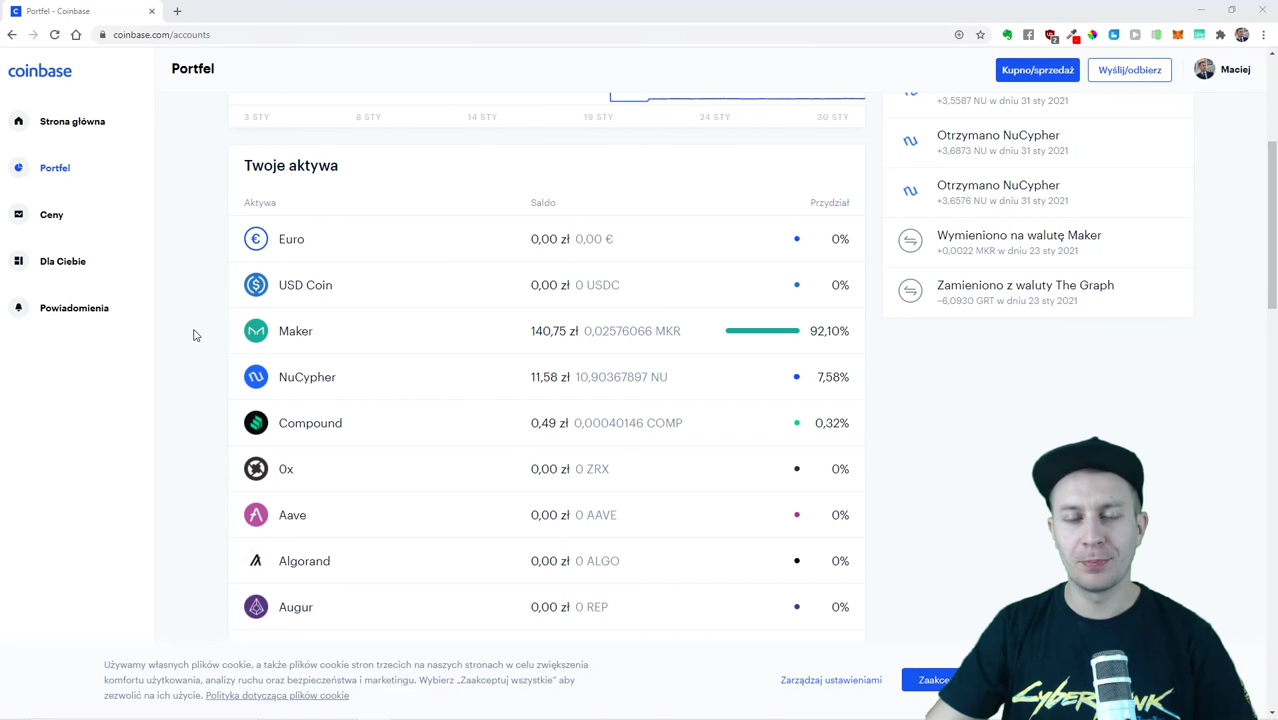 Portfel - Coinbase
coinbase.com/accounts
2
coinbase
Portfel
Kupno/sprzedaż
Wyślij/odbierz
Maciej
Strona główna
Portfel
Ceny
Dla Ciebie
Powiadomienia
3 STY
8 STY
14 STY
19 STY
24 STY
30 STY
Twoje aktywa
Aktywa
Saldo
Przydział
Euro
0,00 zł 0,00 €
0%
USD Coin
0,00 zł 0 USDC
0%
Maker
140,75 zł 0,02576066 MKR
92,10%
NuCypher
11,58 zł 10,90367897 NU
7,58%
Compound
0,49 zł 0,00040146 COMP
0,32%
0x
0,00 zł 0 ZRX
0%
Aave
0,00 zł 0 AAVE
0%
Algorand
0,00 zł 0 ALGO
0%
Augur
0,00 zł 0 REP
0%
+3,5587 NU w dniu 31 sty 2021
Otrzymano NuCypher
+3,6873 NU w dniu 31 sty 2021
Otrzymano NuCypher
+3,6576 NU w dniu 31 sty 2021
Wymieniono na walutę Maker
+0,0022 MKR w dniu 23 sty 2021
Zamieniono z waluty The Graph
-6,0930 GRT w dniu 23 sty 2021
Używamy własnych plików cookie, a także plików cookie stron trzecich na naszych stronach w celu zwiększenia
komfortu użytkowania, analizy ruchu oraz bezpieczeństwa i marketingu. Wybierz „Zaakceptuj wszystkie” aby
zezwolić na ich użycie. Polityka dotycząca plików cookie
Zarządzaj ustawieniami
Zaakce